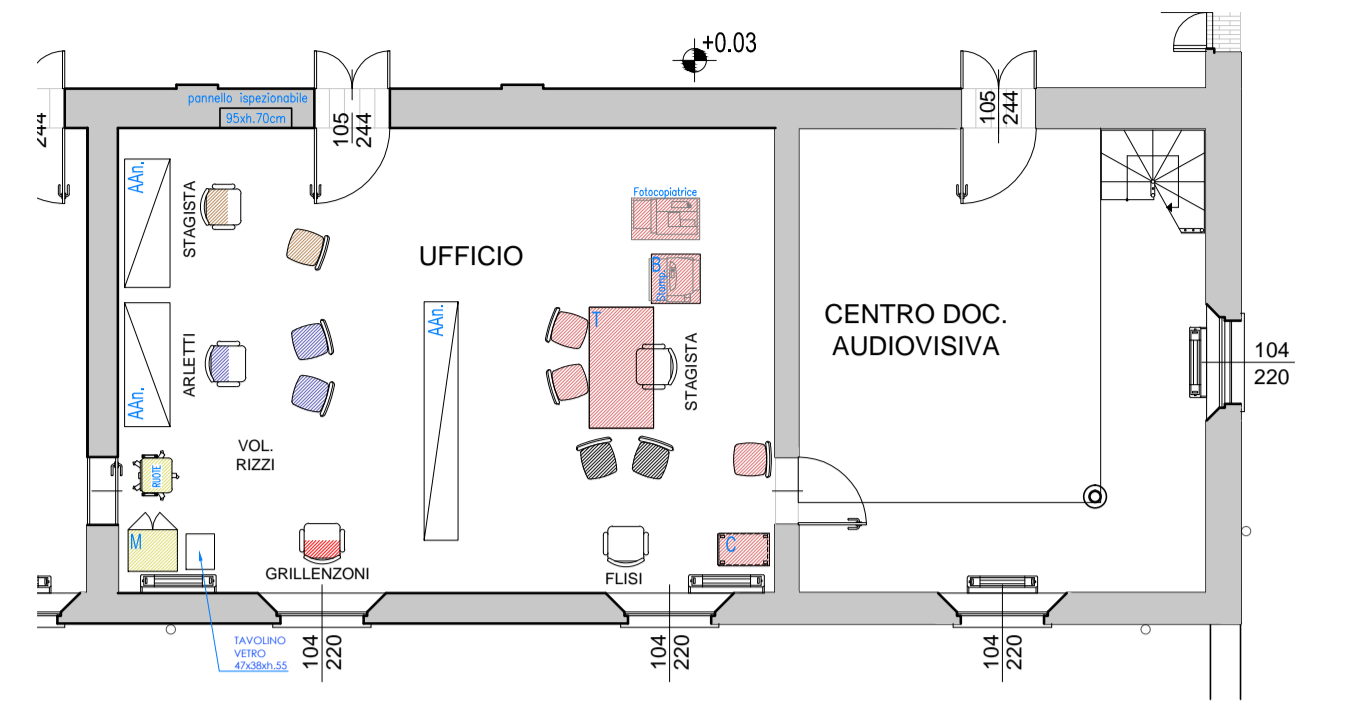 +0.03
pannello ispezionabile
95xh.70cm
244
105
244
105
244
AAn.
STAGISTA
Fotocopiatrice
UFFICIO
Stamp. B
AAn.
ARLETTI
AAn.
T
STAGISTA
CENTRO DOC.
AUDIOVISIVA
104
220
VOL.
RIZZI
RUOTE
M
C
GRILLENZONI
FLISI
TAVOLINO
VETRO
47x38xh.55
104
220
104
220
104
220